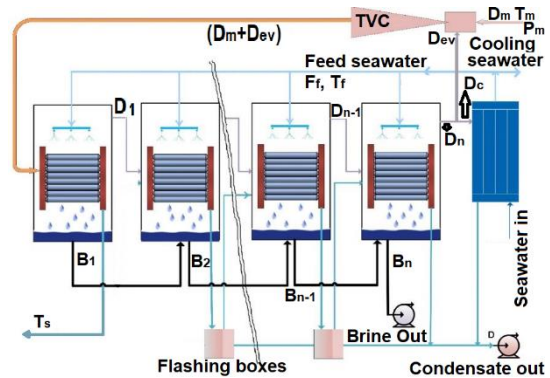 TVC
Dm Tm
Pm
(Dm+Dev)
Dev
Cooling
seawater
Feed seawater
Ff, Tf
Dc
D1
Dn-1
Dn
B1
B2
Bn-1
Bn
Seawater in
Ts
Brine Out
Flashing boxes
D
Condensate out